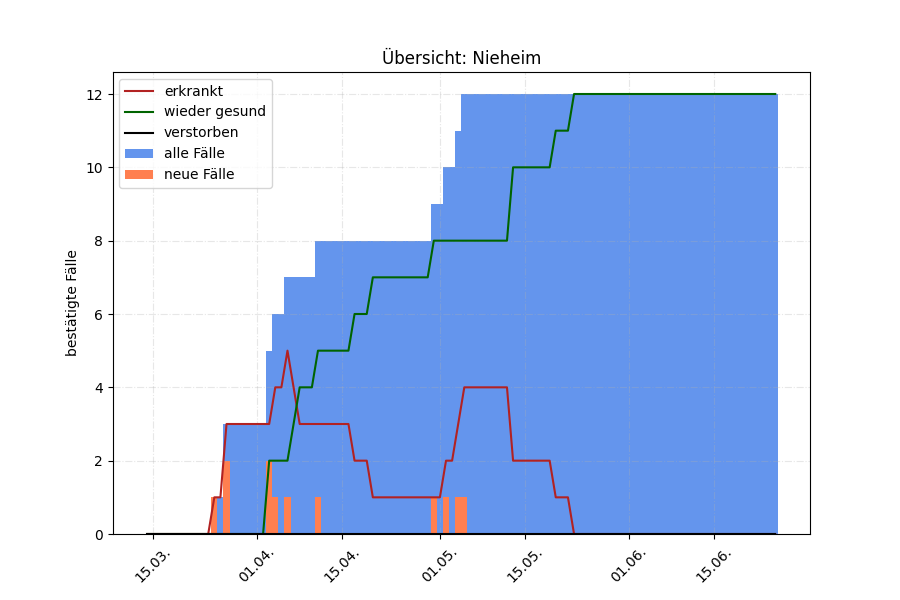 Übersicht: Nieheim
erkrankt
wieder gesund
verstorben
alle Fälle
neue Fälle
bestätigte Fälle
12
10
8
6
4
2
0
15.03.
01.04.
15.04.
01.05.
15.05.
01.06.
15.06.